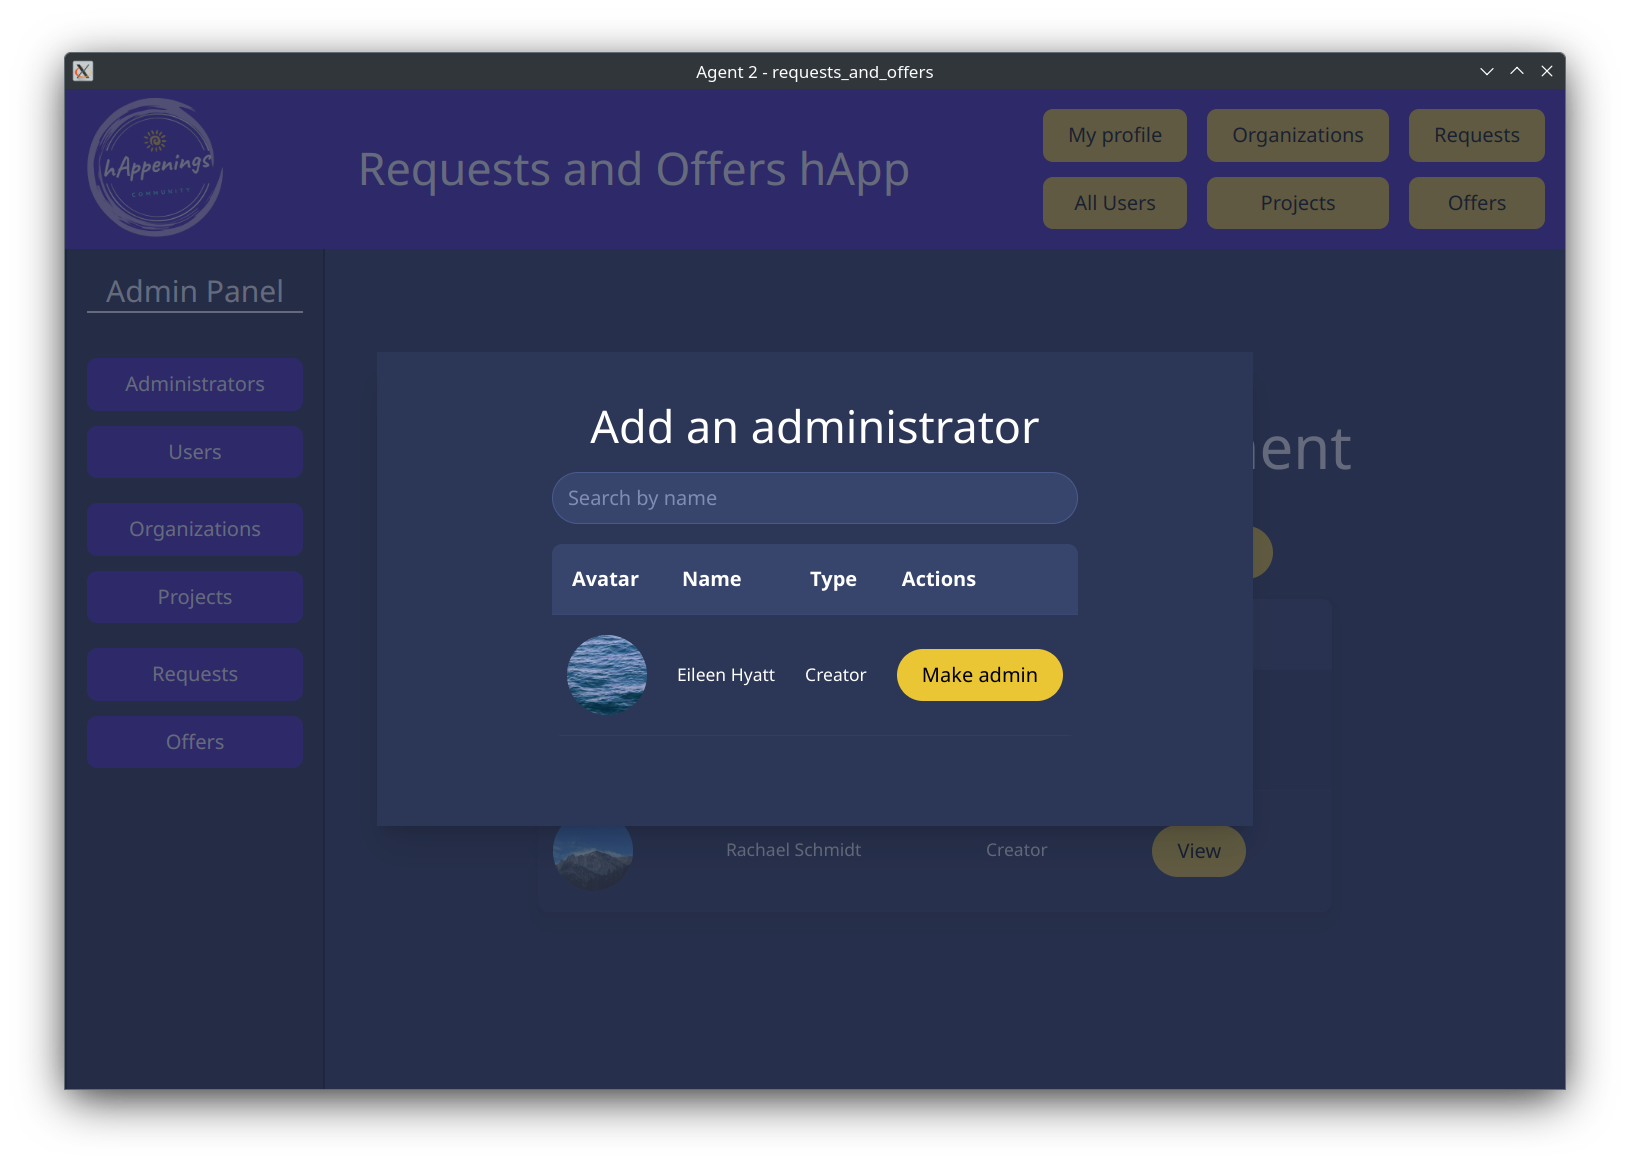 Agent 2 - requests_and_offers
hAppenings
COMMUNITY
Requests and Offers hApp
My profile
Organizations
Requests
All Users
Projects
Offers
Admin Panel
Administrators
Users
Organizations
Projects
Requests
Offers
Add an administrator
Search by name
Avatar Name Type Actions
Eileen Hyatt Creator Make admin
Rachael Schmidt Creator View